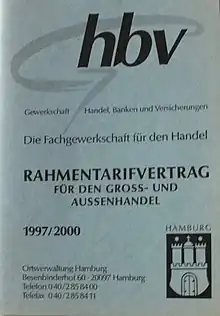 hbv
Gewerkschaft Handel, Banken und Versicherungen
Die Fachgewerkschaft für den Handel
RAHMENTARIFVERTRAG
FÜR DEN GROSS- UND
AUSSENHANDEL
1997/2000
HAMBURG
Ortsverwaltung Hamburg
Besenbinderhof 60 - 20097 Hamburg
Telefon 0 40/2 85 84 00
Telefax 0 40/2 85 84 11